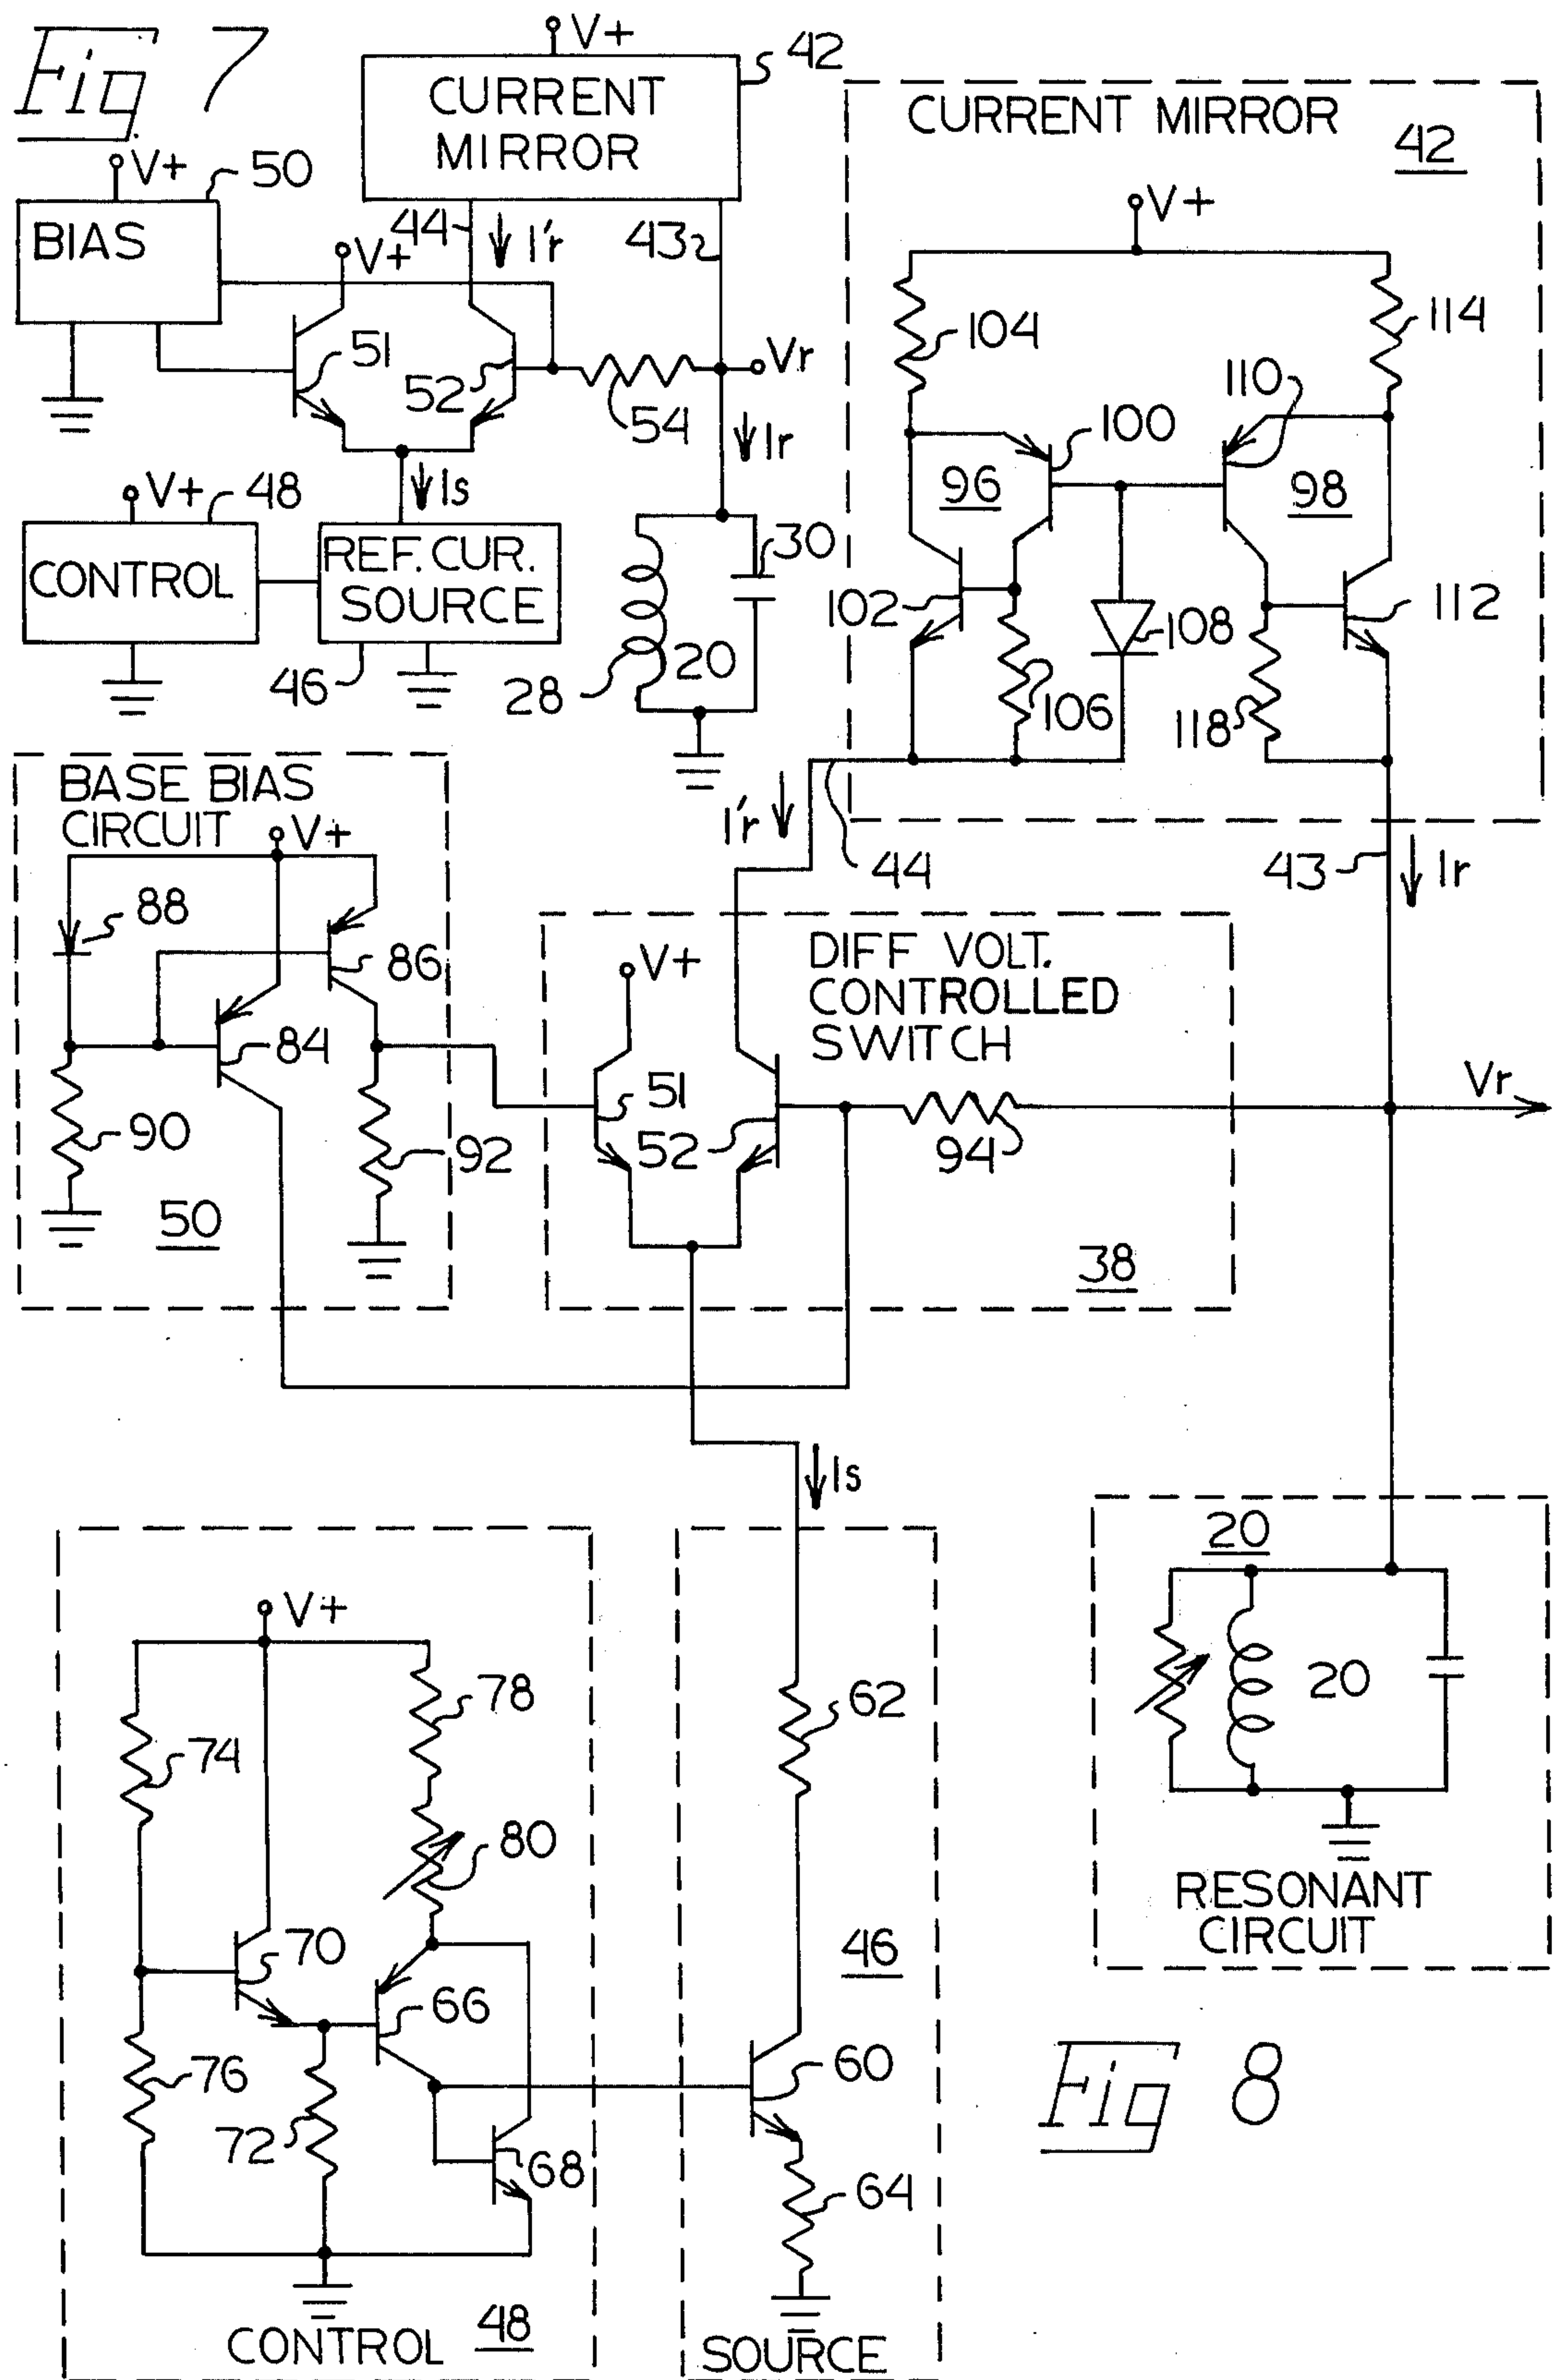 Fig 7
V+
42
CURRENT
MIRROR
V+
50
BIAS
44
I'r
43
V+
51
52
54
Vr
Ir
Is
V+
48
CONTROL
REF. CUR.
SOURCE
46
30
28
20
CURRENT MIRROR
42
V+
104
114
110
100
96
98
102
108
112
106
118
I'r
44
43
Ir
BASE BIAS
CIRCUIT
V+
88
86
84
90
92
50
DIFF VOLT.
CONTROLLED
SWITCH
V+
51
52
94
38
Vr
Is
20
20
RESONANT
CIRCUIT
V+
78
74
80
70
66
76
72
68
CONTROL
48
62
46
60
64
SOURCE
Fig 8